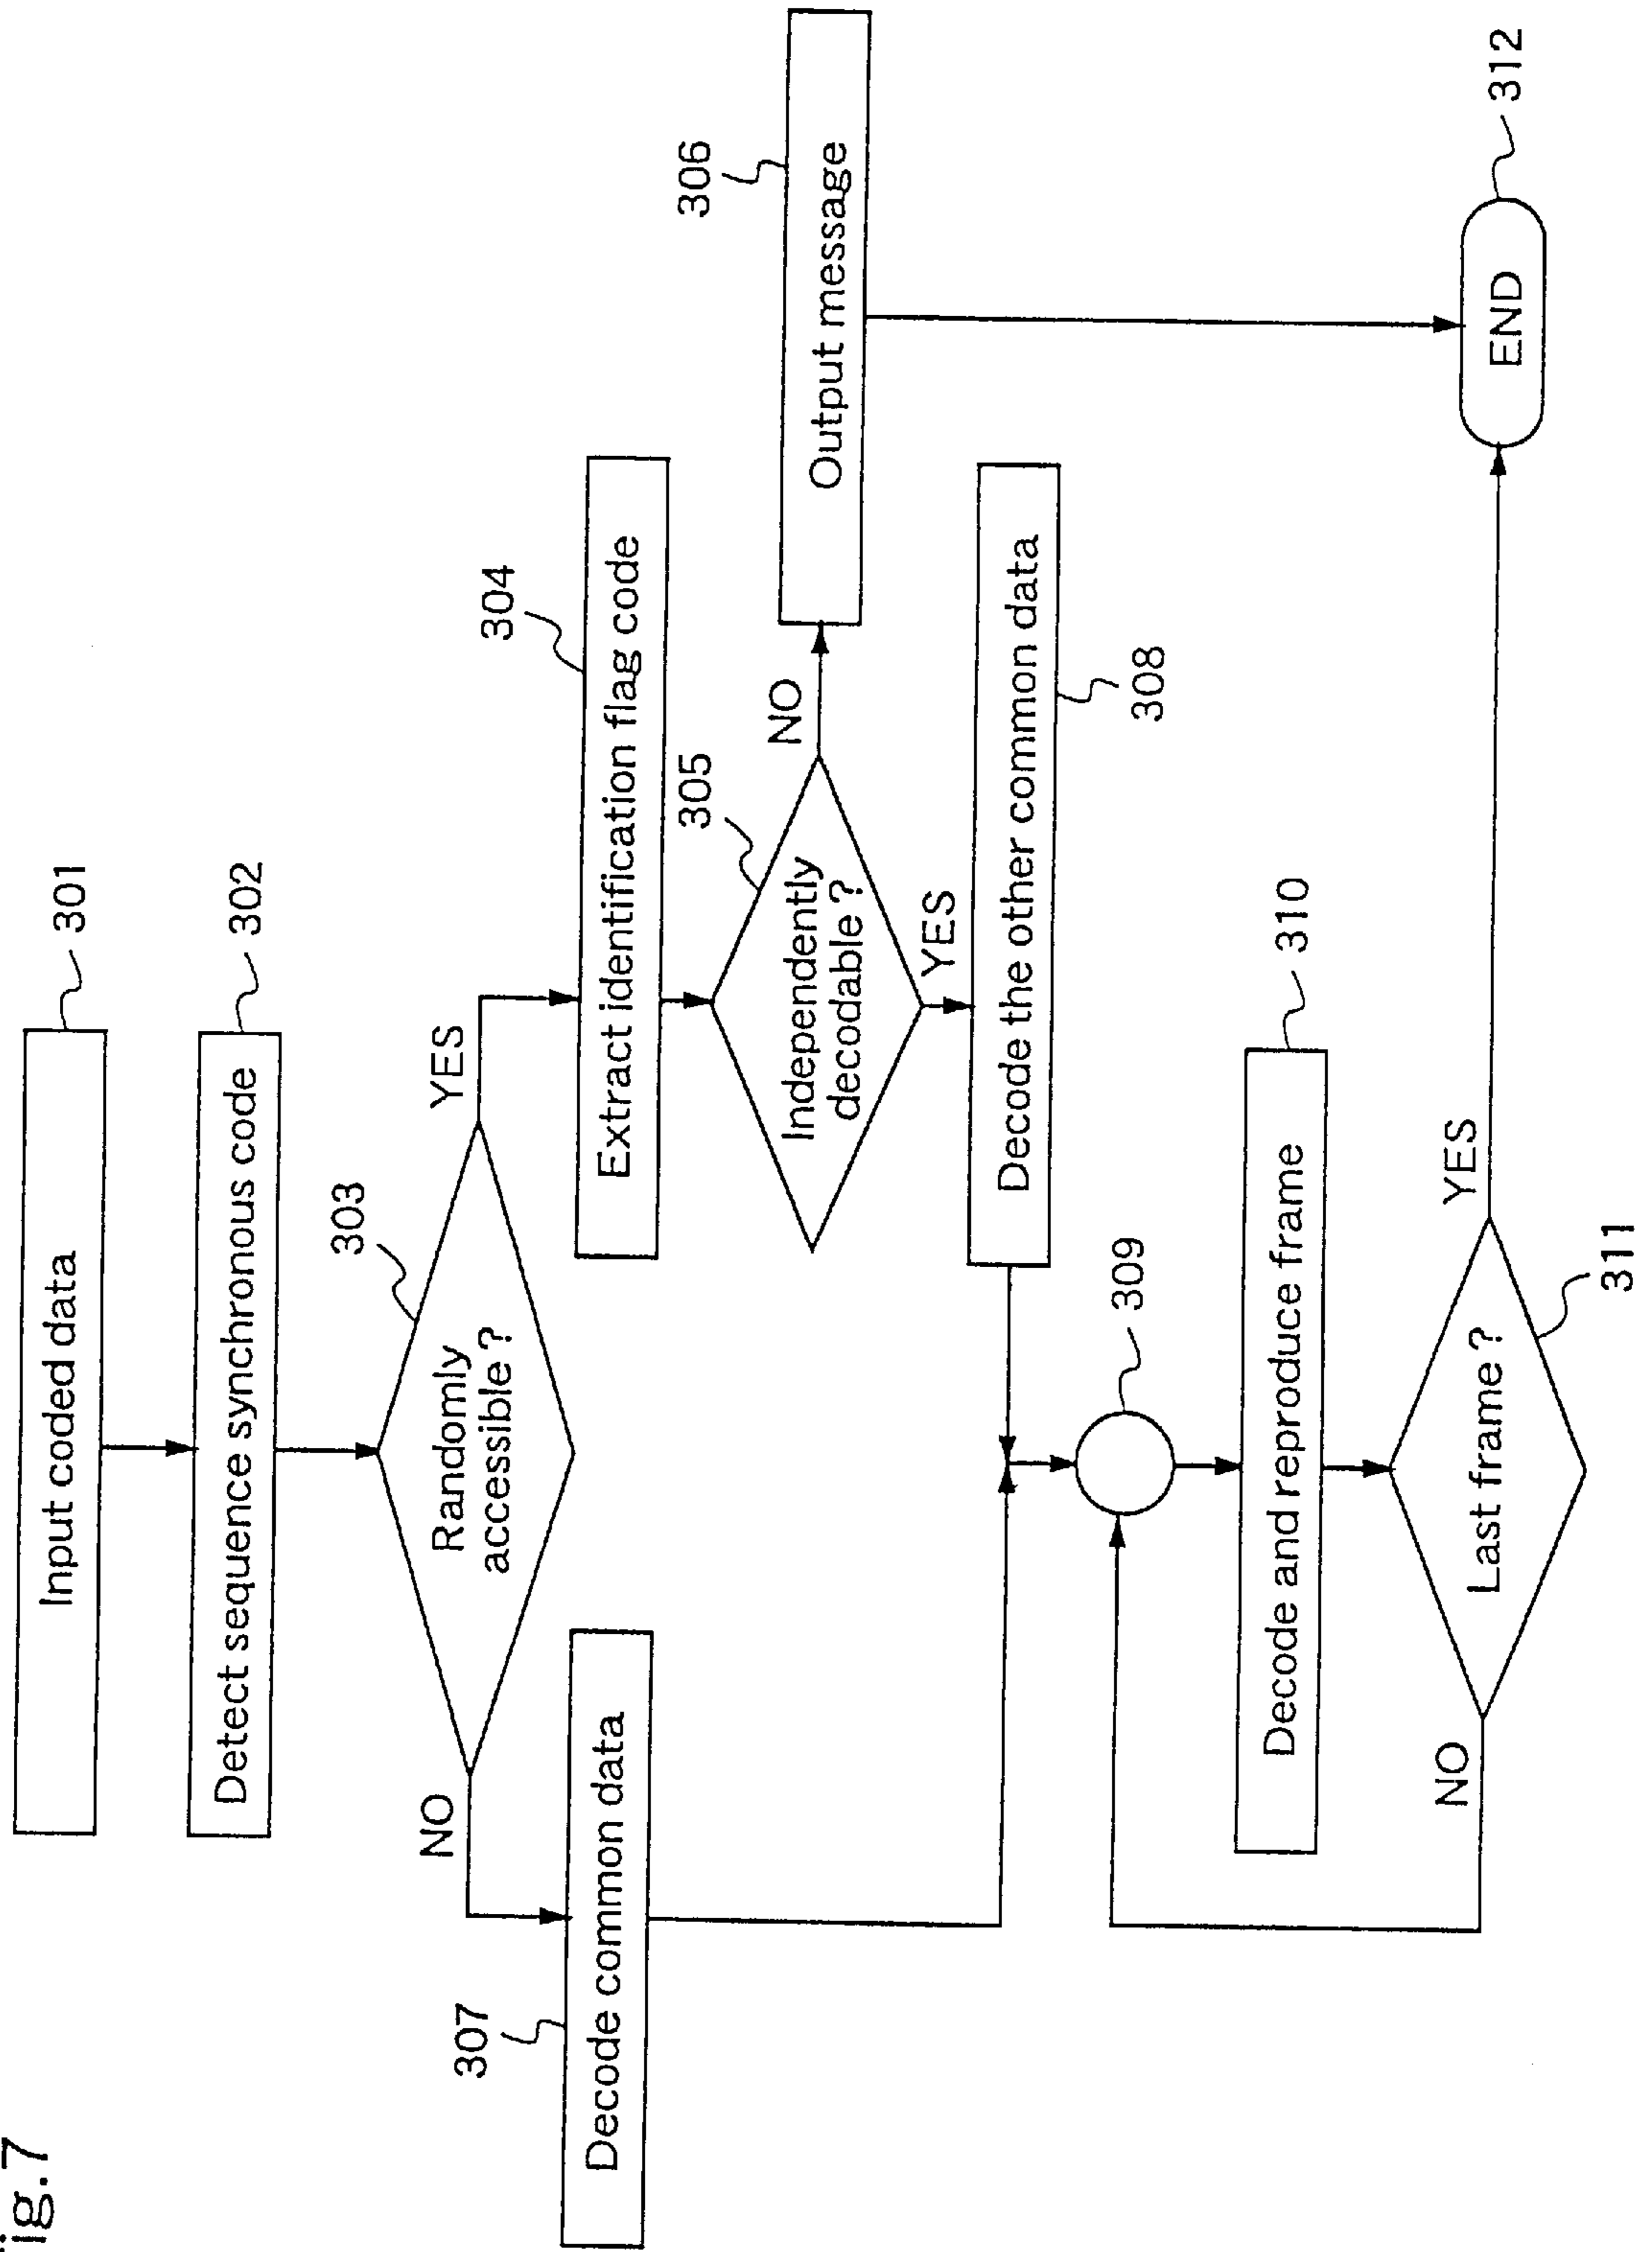 Fig.7
Input coded data
301
Detect sequence synchronous code
302
303
Randomly
accessible ?
NO
YES
307
Decode common data
304
Extract identification flag code
305
Independently
decodable ?
NO
YES
306
Output message
Decode the other common data
308
309
Decode and reproduce frame
310
Last frame ?
311
NO
YES
END
312